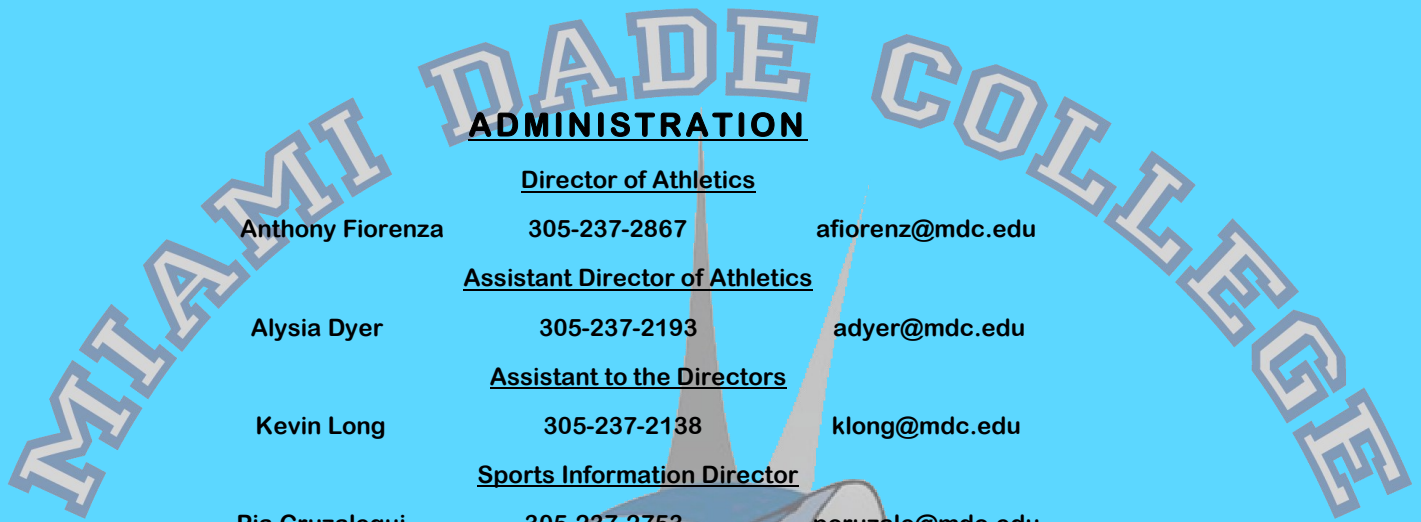 MIAMI DADE COLLEGE
ADMINISTRATION
Director of Athletics
Anthony Fiorenza 305-237-2867 afiorenz@mdc.edu
Assistant Director of Athletics
Alysia Dyer 305-237-2193 adyer@mdc.edu
Assistant to the Directors
Kevin Long 305-237-2138 klong@mdc.edu
Sports Information Director